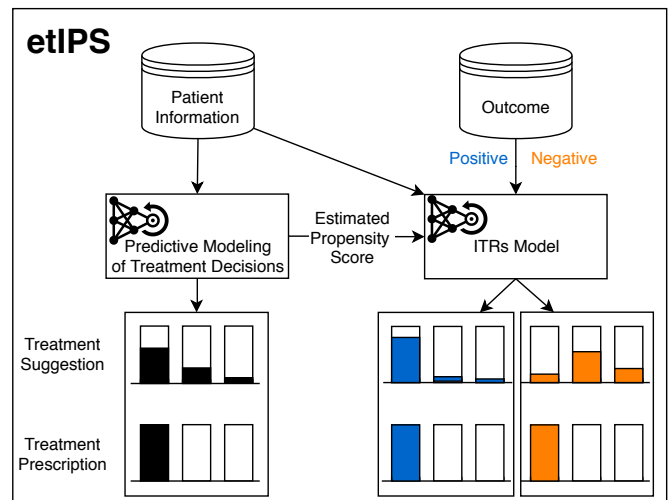 etIPS
Patient
Information
Outcome
Positive
Negative
Predictive Modeling
of Treatment Decisions
Estimated
Propensity
Score
ITRs Model
Treatment
Suggestion
Treatment
Prescription